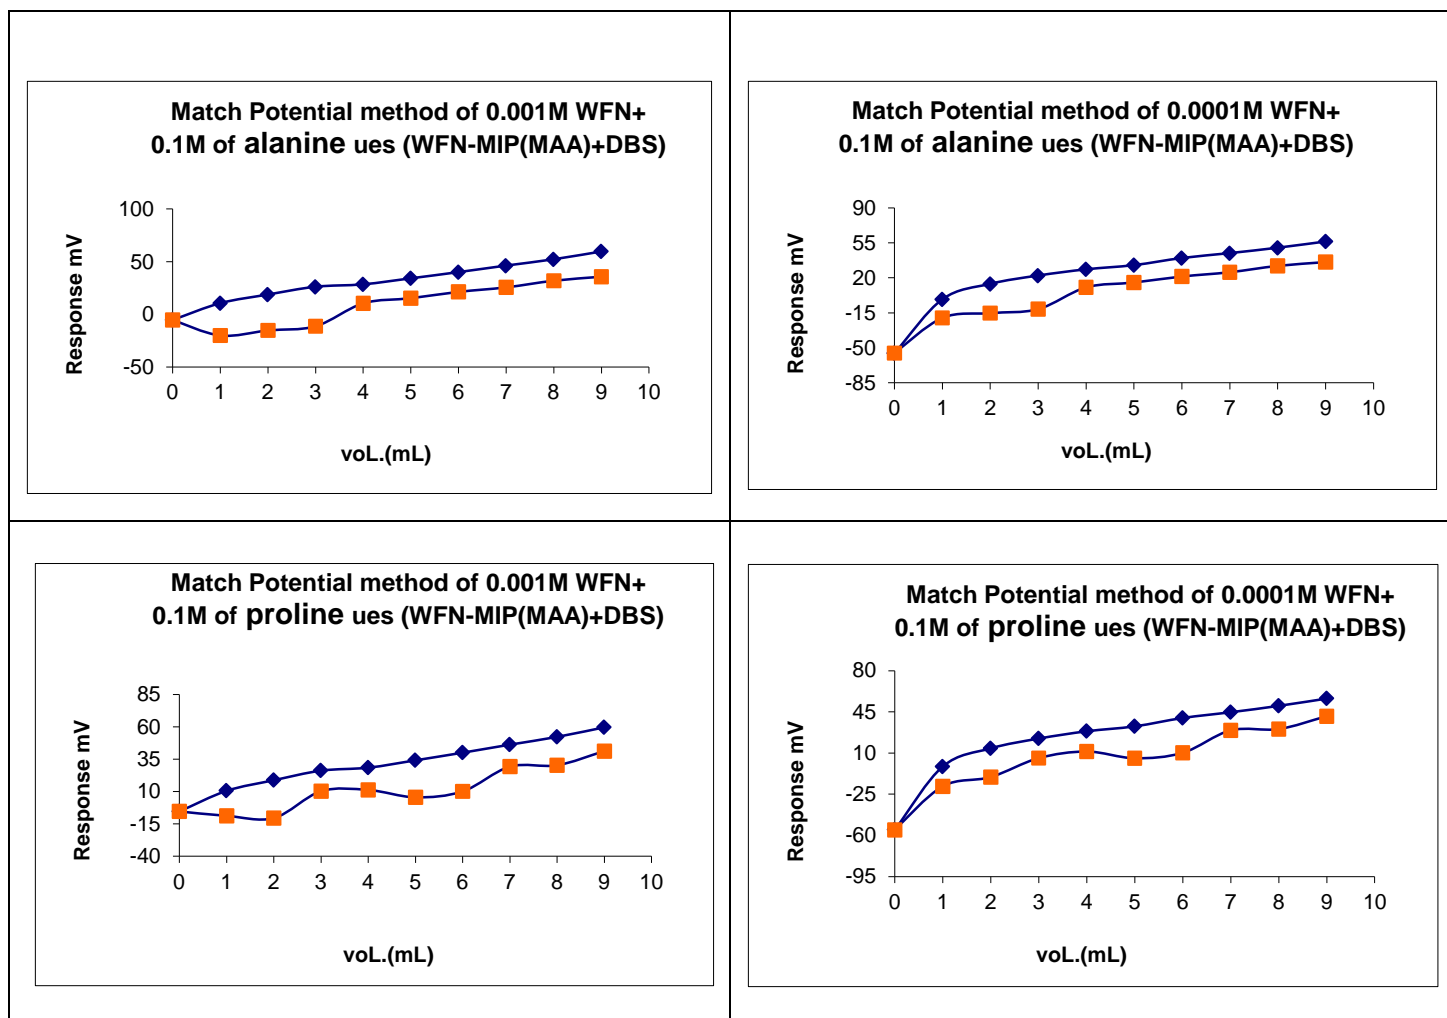 Match Potential method of 0.001M WFN+
0.1M of alanine ues (WFN-MIP(MAA)+DBS)
100
50
0
-50
0 1 2 3 4 5 6 7 8 9 10
Response mV
voL.(mL)
Match Potential method of 0.0001M WFN+
0.1M of alanine ues (WFN-MIP(MAA)+DBS)
90
55
20
-15
-50
-85
0 1 2 3 4 5 6 7 8 9 10
Response mV
voL.(mL)
Match Potential method of 0.001M WFN+
0.1M of proline ues (WFN-MIP(MAA)+DBS)
85
60
35
10
-15
-40
0 1 2 3 4 5 6 7 8 9 10
Response mV
voL.(mL)
Match Potential method of 0.0001M WFN+
0.1M of proline ues (WFN-MIP(MAA)+DBS)
80
45
10
-25
-60
-95
0 1 2 3 4 5 6 7 8 9 10
Response mV
voL.(mL)